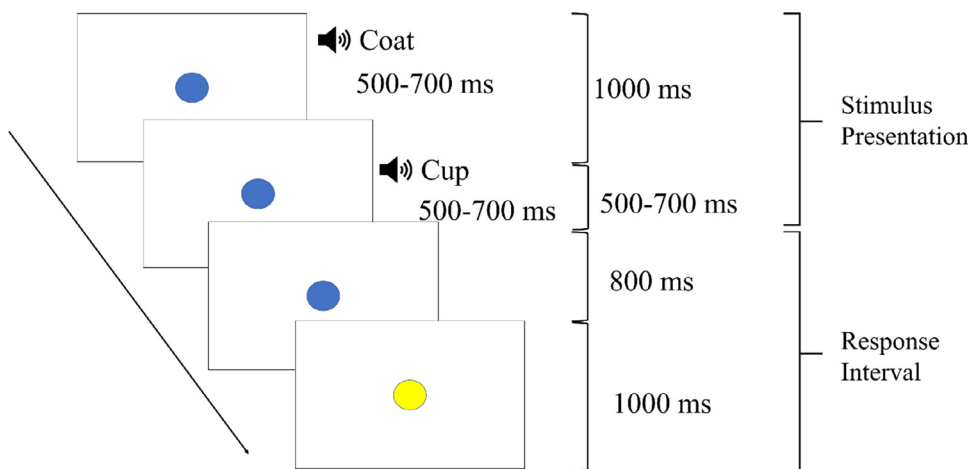 Coat
500-700 ms
1000 ms
Stimulus
Presentation
Cup
500-700 ms
500-700 ms
800 ms
Response
Interval
1000 ms